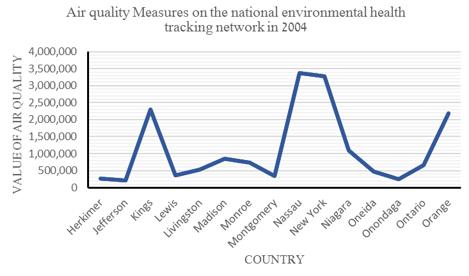 Air quality Measures on the national environmental health
tracking network in 2004
VALUE OF AIR QUALITY
4,000,000
3,500,000
3,000,000
2,500,000
2,000,000
1,500,000
1,000,000
500,000
0
Herkimer
Jefferson
Kings
Lewis
Livingston
Madison
Monroe
Montgomery
Nassau
New York
Niagara
Oneida
Onondaga
Ontario
Orange
COUNTRY